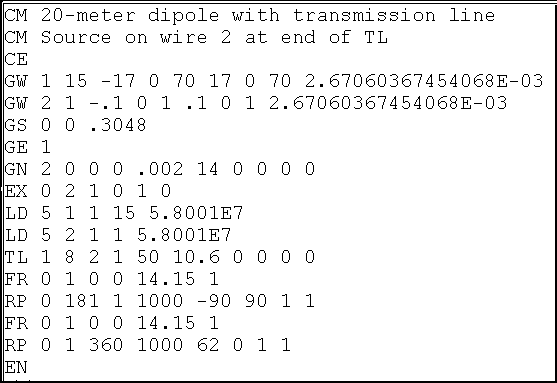 CM 20-meter dipole with transmission line
CM Source on wire 2 at end of TL
CE
GW 1 15 -17 0 70 17 0 70 2.67060367454068E-03
GW 2 1 -.1 0 1 .1 0 1 2.67060367454068E-03
GS 0 0 .3048
GE 1
GN 2 0 0 0 .002 14 0 0 0 0
EX 0 2 1 0 1 0
LD 5 1 1 15 5.8001E7
LD 5 2 1 1 5.8001E7
TL 1 8 2 1 50 10.6 0 0 0 0
FR 0 1 0 0 14.15 1
RP 0 181 1 1000 -90 90 1 1
FR 0 1 0 0 14.15 1
RP 0 1 360 1000 62 0 1 1
EN